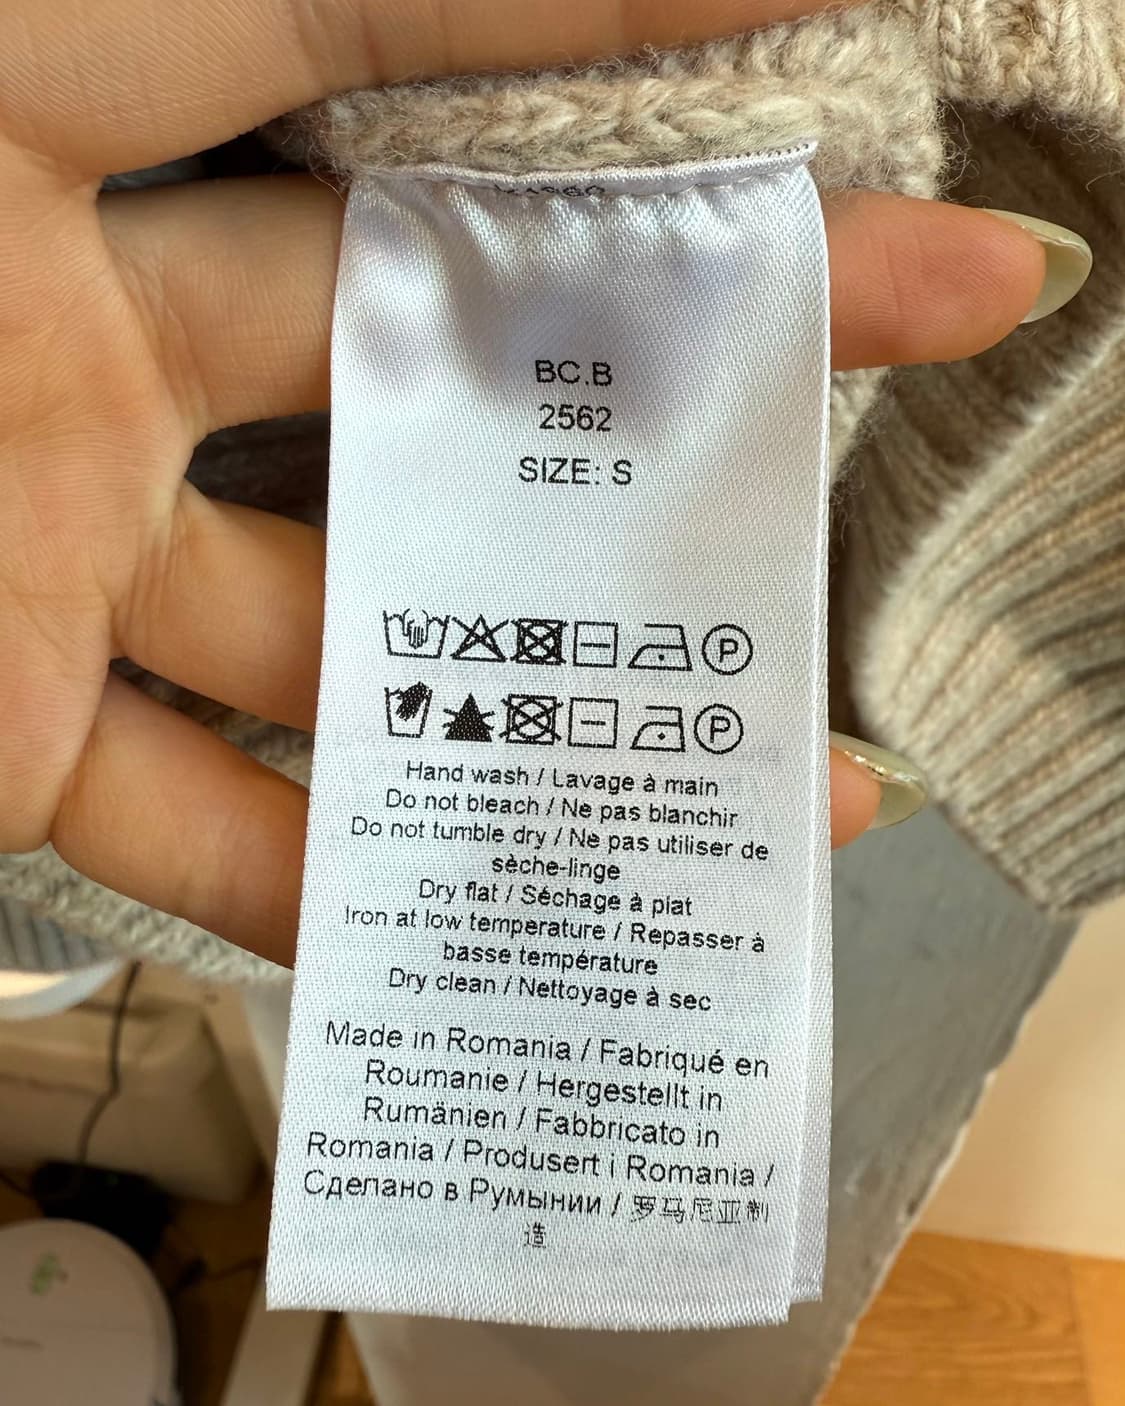 BC.B
2562
SIZE: S
P
P
Hand wash / Lavage à main
Do not bleach / Ne pas blanchir
Do not tumble dry / Ne pas utiliser de
sèche-linge
Dry flat / Séchage à plat
Iron at low temperature / Repasser à
basse température
Dry clean / Nettoyage à sec
Made in Romania / Fabriqué en
Roumanie / Hergestellt in
Rumänien / Fabbricato in
Romania / Produsert i Romania /
Сделано в Румынии / 罗马尼亚制
造